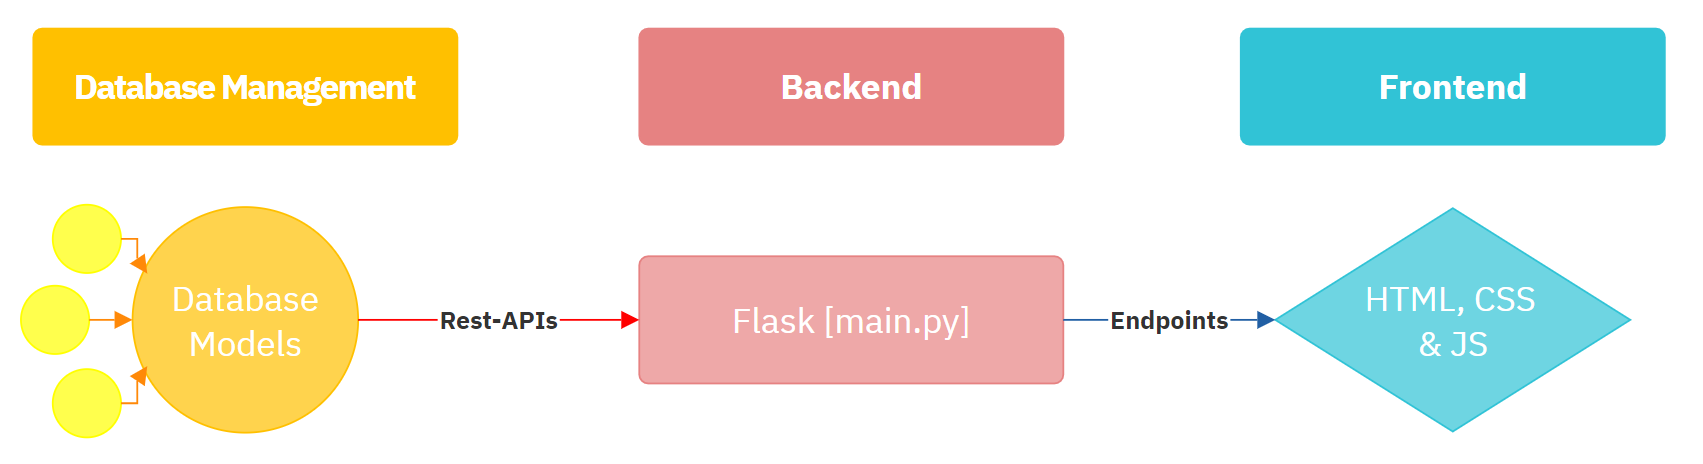 Database Management
Backend
Frontend
Database
Models
Rest-APIs
Flask [main.py]
Endpoints
HTML, CSS
& JS